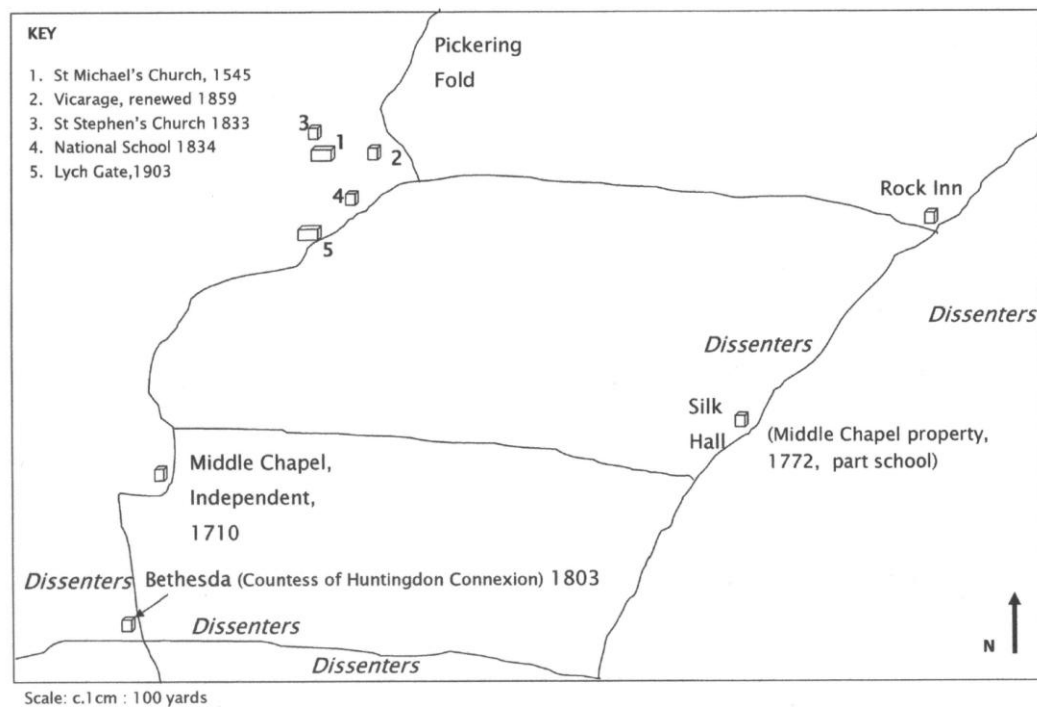 KEY
1. St Michael's Church, 1545
2. Vicarage, renewed 1859
3. St Stephen's Church 1833
4. National School 1834
5. Lych Gate,1903
Pickering
Fold
3
1
2
4
5
Rock Inn
Dissenters
Dissenters
Silk
Hall
(Middle Chapel property,
1772, part school)
Middle Chapel,
Independent,
1710
Dissenters
Bethesda (Countess of Huntingdon Connexion) 1803
Dissenters
Dissenters
N
Scale: c.1cm : 100 yards